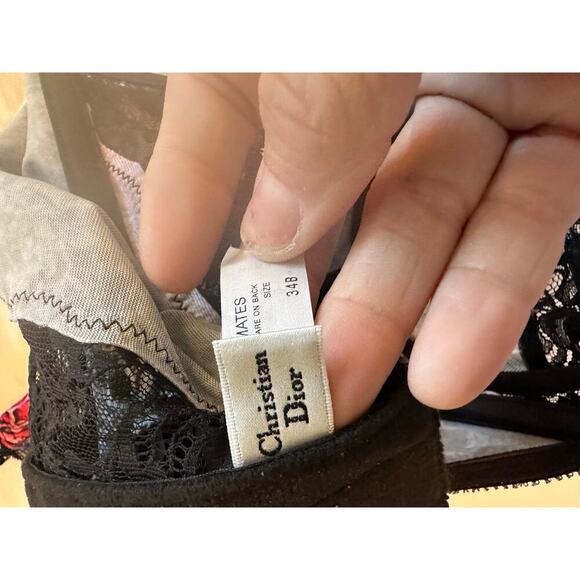 MATES
ARE ON BACK
SIZE
34B
Christian
Dior